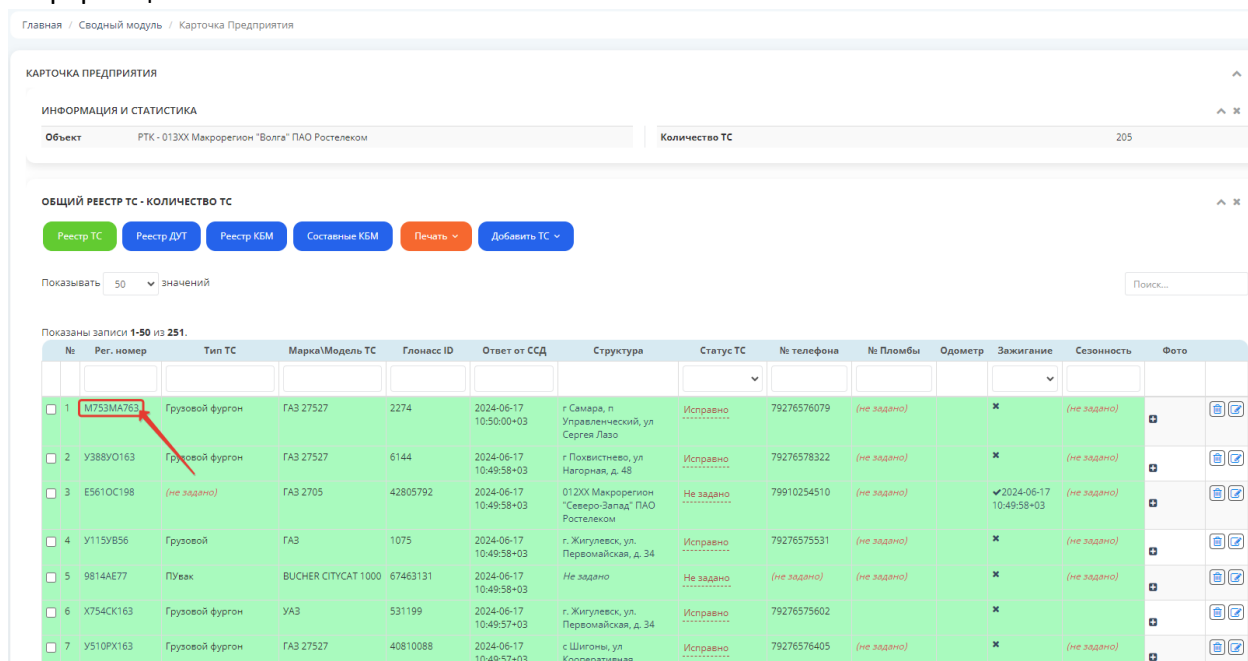 Главная / Сводный модуль / Карточка Предприятия
КАРТОЧКА ПРЕДПРИЯТИЯ
ИНФОРМАЦИЯ И СТАТИСТИКА
Объект РТК - 013XX Макрорегион "Волга" ПАО Ростелеком Количество ТС 205
ОБЩИЙ РЕЕСТР ТС - КОЛИЧЕСТВО ТС
Реестр ТС Реестр ДУТ Реестр КБМ Составные КБМ Печать Добавить ТС
Показывать 50 значений Поиск...
Показаны записи 1-50 из 251.
№ Рег. номер Тип ТС Марка\Модель ТС Глонасс ID Ответ от ССД Структура Статус ТС № телефона № Пломбы Одометр Зажигание Сезонность Фото
1 М753МА763 Грузовой фургон ГАЗ 27527 2274 2024-06-17 г Самара, п Исправно 79276576079 (не задано) (не задано)
10:50:00+03 Управленческий, ул
Сергея Лазо
2 У388УО163 Грузовой фургон ГАЗ 27527 6144 2024-06-17 г Похвистнево, ул Исправно 79276578322 (не задано) (не задано)
10:49:58+03 Нагорная, д. 48
3 Е561ОС198 (не задано) ГАЗ 2705 42805792 2024-06-17 012XX Макрорегион Не задано 79910254510 (не задано) 2024-06-17 (не задано)
10:49:58+03 "Северо-Запад" ПАО 10:49:58+03
Ростелеком
4 У115УВ56 Грузовой ГАЗ 1075 2024-06-17 г. Жигулевск, ул. Исправно 79276575531 (не задано) (не задано)
10:49:58+03 Первомайская, д. 34
5 9814АЕ77 ПУвак BUCHER CITYCAT 1000 67463131 2024-06-17 Не задано Не задано (не задано) (не задано) (не задано)
10:49:58+03
6 Х754СК163 Грузовой фургон УАЗ 531199 2024-06-17 г. Жигулевск, ул. Исправно 79276575602
10:49:57+03 Первомайская, д. 34
7 У510РХ163 Грузовой фургон ГАЗ 27527 40810088 2024-06-17 с Шигоны, ул Исправно 79276576405 (не задано) (не задано)
10:49:57+03 Кооперативная